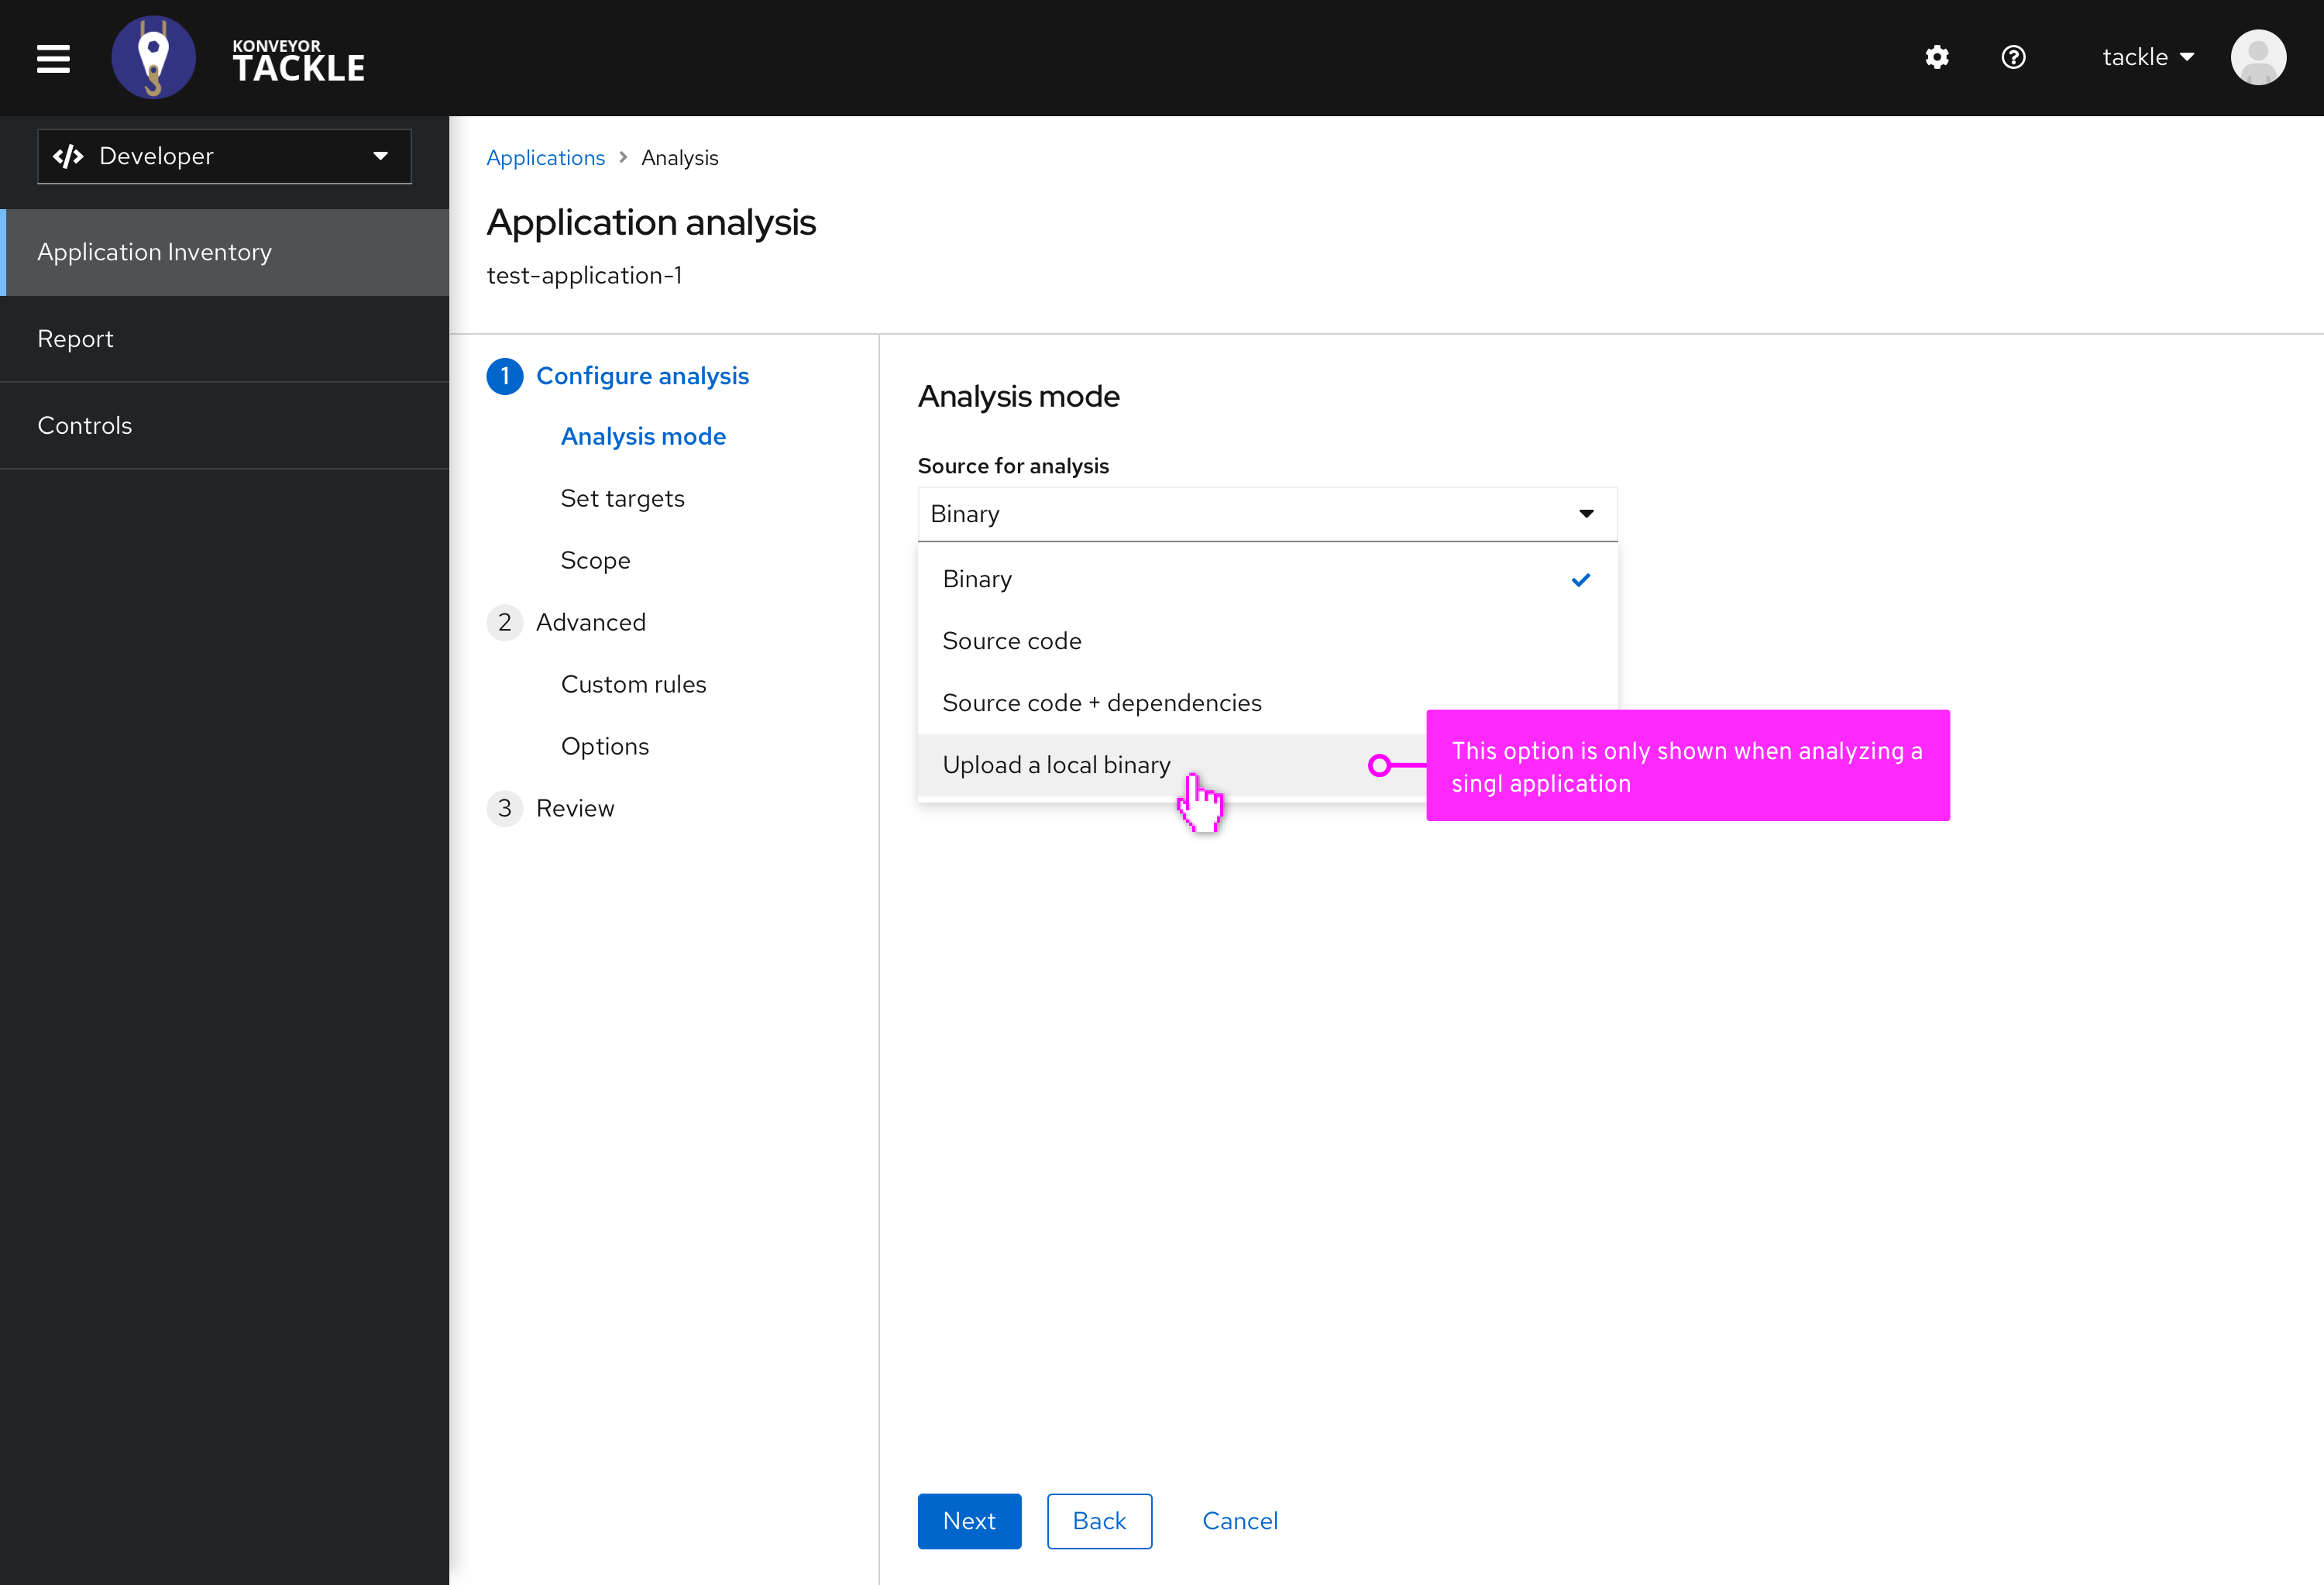 KONVEYOR
TACKLE
tackle
Developer
Application Inventory
Report
Controls
Applications > Analysis
Application analysis
test-application-1
1 Configure analysis
Analysis mode
Set targets
Scope
2 Advanced
Custom rules
Options
3 Review
Analysis mode
Source for analysis
Binary
Binary
Source code
Source code + dependencies
Upload a local binary
This option is only shown when analyzing a
singl application
Next
Back
Cancel